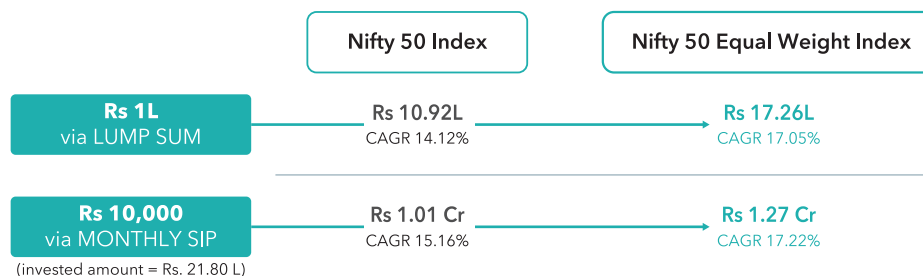 Nifty 50 Index
Nifty 50 Equal Weight Index
Rs 1L
via LUMP SUM
Rs 10.92L
CAGR 14.12%
Rs 17.26L
CAGR 17.05%
Rs 10,000
via MONTHLY SIP
(invested amount = Rs. 21.80 L)
Rs 1.01 Cr
CAGR 15.16%
Rs 1.27 Cr
CAGR 17.22%